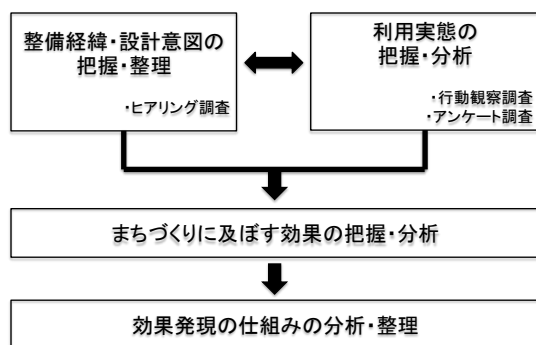 整備経緯・設計意図の
把握・整理
・ヒアリング調査
利用実態の
把握・分析
・行動観察調査
・アンケート調査
まちづくりに及ぼす効果の把握・分析
効果発現の仕組みの分析・整理